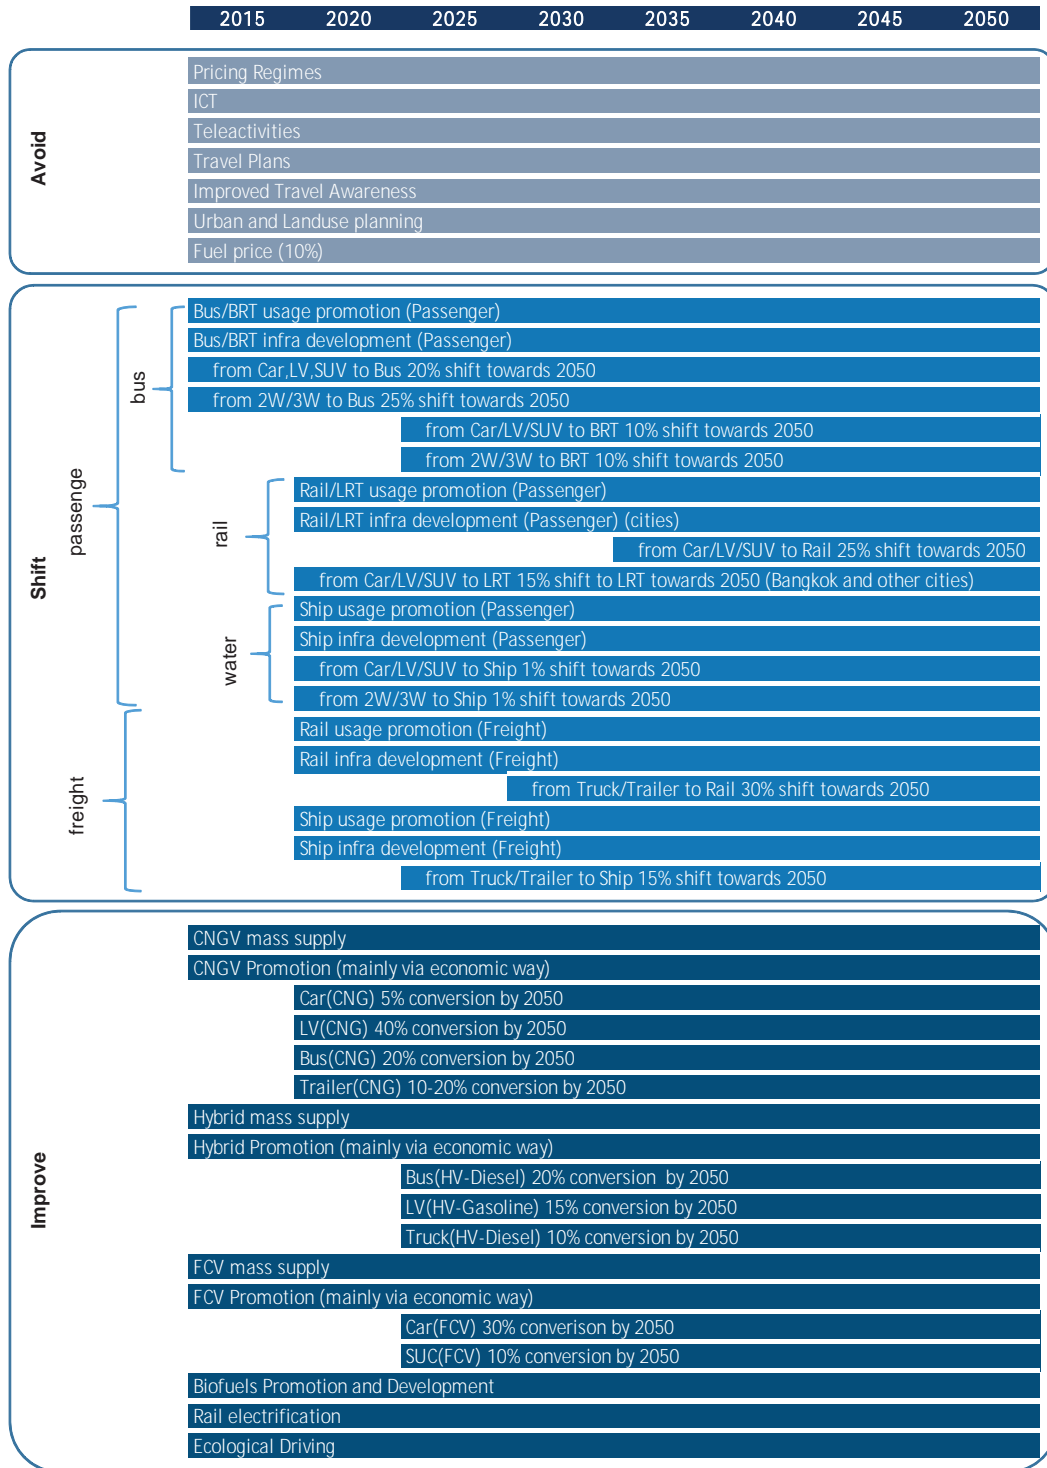 2015 2020 2025 2030 2035 2040 2045 2050
Avoid
Pricing Regimes
ICT
Teleactivities
Travel Plans
Improved Travel Awareness
Urban and Landuse planning
Fuel price (10%)
Shift
passenge
bus
Bus/BRT usage promotion (Passenger)
Bus/BRT infra development (Passenger)
from Car,LV,SUV to Bus 20% shift towards 2050
from 2W/3W to Bus 25% shift towards 2050
from Car/LV/SUV to BRT 10% shift towards 2050
from 2W/3W to BRT 10% shift towards 2050
rail
Rail/LRT usage promotion (Passenger)
Rail/LRT infra development (Passenger) (cities)
from Car/LV/SUV to Rail 25% shift towards 2050
from Car/LV/SUV to LRT 15% shift to LRT towards 2050 (Bangkok and other cities)
water
Ship usage promotion (Passenger)
Ship infra development (Passenger)
from Car/LV/SUV to Ship 1% shift towards 2050
from 2W/3W to Ship 1% shift towards 2050
freight
Rail usage promotion (Freight)
Rail infra development (Freight)
from Truck/Trailer to Rail 30% shift towards 2050
Ship usage promotion (Freight)
Ship infra development (Freight)
from Truck/Trailer to Ship 15% shift towards 2050
Improve
CNGV mass supply
CNGV Promotion (mainly via economic way)
Car(CNG) 5% conversion by 2050
LV(CNG) 40% conversion by 2050
Bus(CNG) 20% conversion by 2050
Trailer(CNG) 10-20% conversion by 2050
Hybrid mass supply
Hybrid Promotion (mainly via economic way)
Bus(HV-Diesel) 20% conversion by 2050
LV(HV-Gasoline) 15% conversion by 2050
Truck(HV-Diesel) 10% conversion by 2050
FCV mass supply
FCV Promotion (mainly via economic way)
Car(FCV) 30% converison by 2050
SUC(FCV) 10% conversion by 2050
Biofuels Promotion and Development
Rail electrification
Ecological Driving